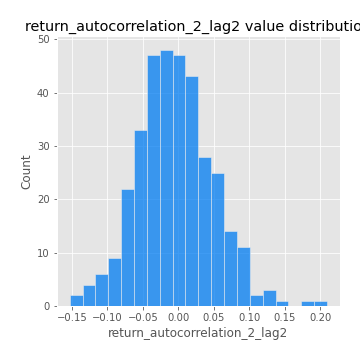 return_autocorrelation_2_lag2 value distributio
50
40
30
20
10
0
Count
−0.15 −0.10 −0.05 0.00 0.05 0.10 0.15 0.20
return_autocorrelation_2_lag2